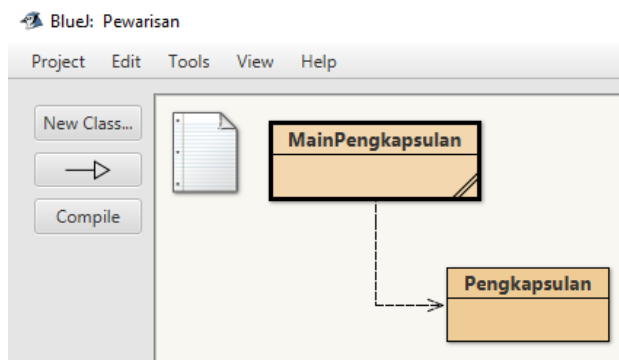 BlueJ: Pewarisan
Project Edit Tools View Help
New Class...
Compile
MainPengkapsulan
Pengkapsulan